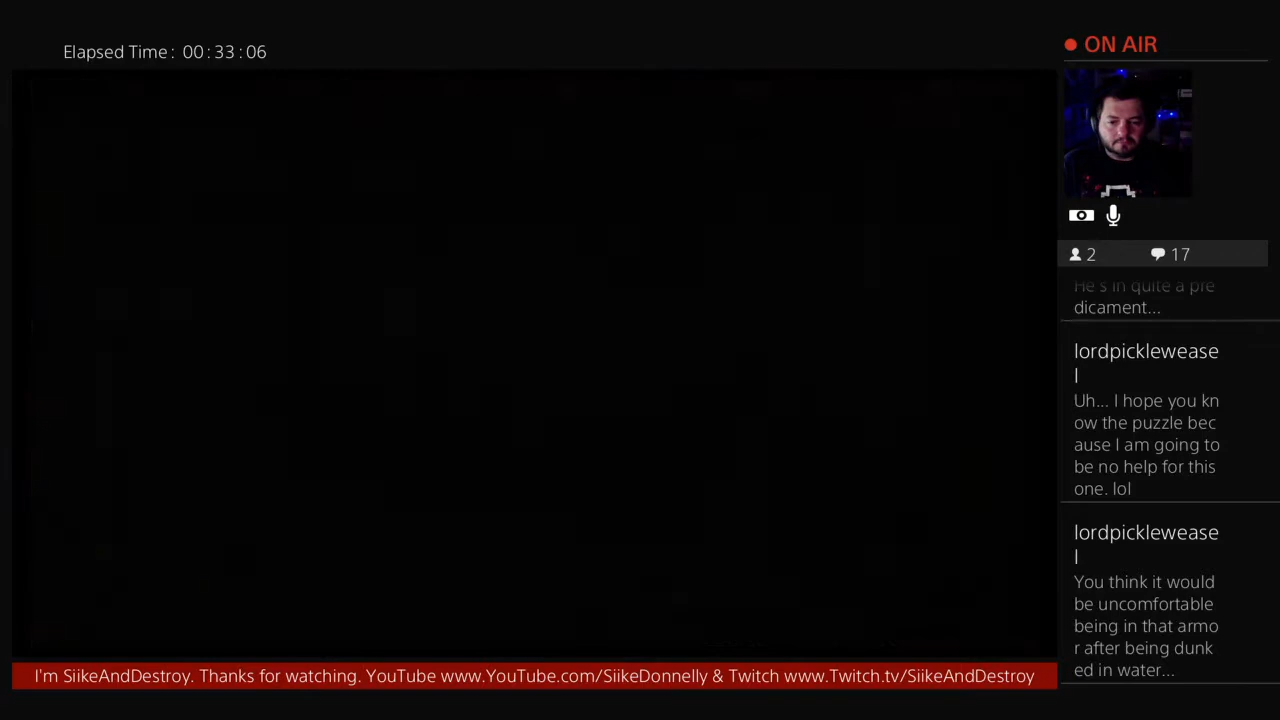 Elapsed Time: 00:33:06
ON AIR
2 17
He's in quite a pre
dicament...
lordpicklewease
l
Uh... I hope you kn
ow the puzzle bec
ause I am going to
be no help for this
one. lol
lordpicklewease
l
You think it would
be uncomfortable
being in that armo
r after being dunk
ed in water...
I'm SiikeAndDestroy. Thanks for watching. YouTube www.YouTube.com/SiikeDonnelly & Twitch www.Twitch.tv/SiikeAndDestroy